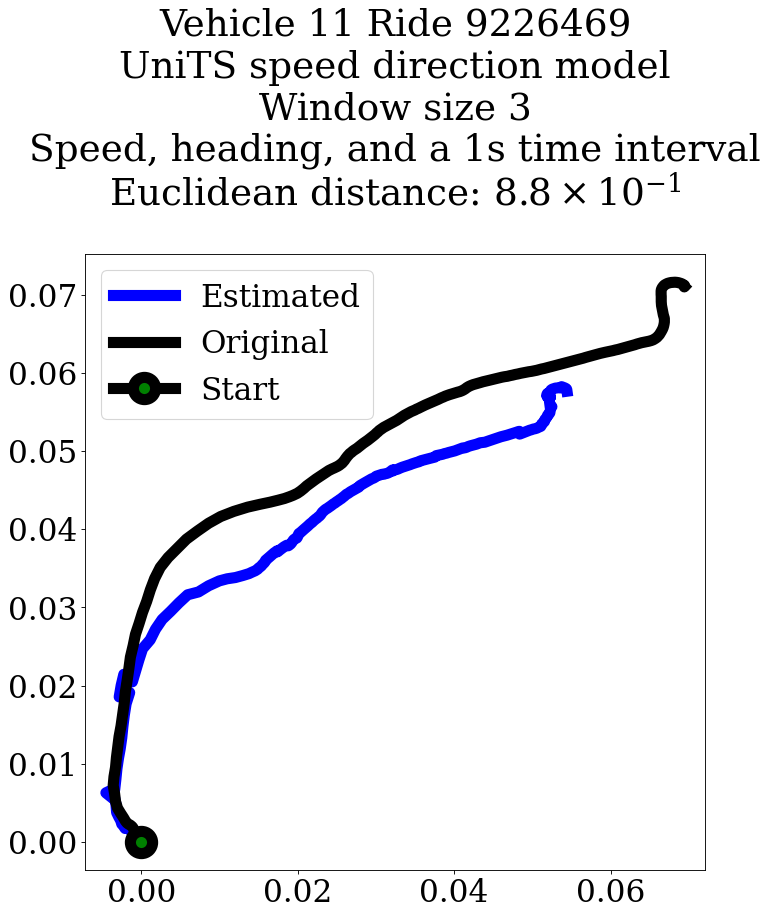 Vehicle 11 Ride 9226469
UniTS speed direction model
Window size 3
Speed, heading, and a 1s time interval
Euclidean distance: 8.8 × 10⁻¹
Estimated
Original
Start
0.07
0.06
0.05
0.04
0.03
0.02
0.01
0.00
0.00 0.02 0.04 0.06